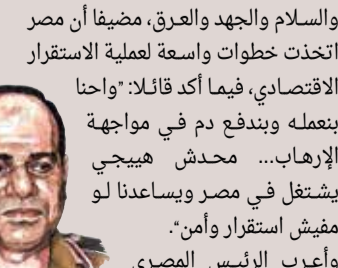 والسلام والجهد والعرق، مضيفا أن مصر
اتخذت خطوات واسعة لعملية الاستقرار
الاقتصادي، فيما أكد قائلا: "واحنا
بنعمله وبندفع دم في مواجهة
الإرهاب... محدش هييجي
يشتغل في مصر ويساعدنا لو
مفيش استقرار وأمن".
وأعرب الرئيس المصري